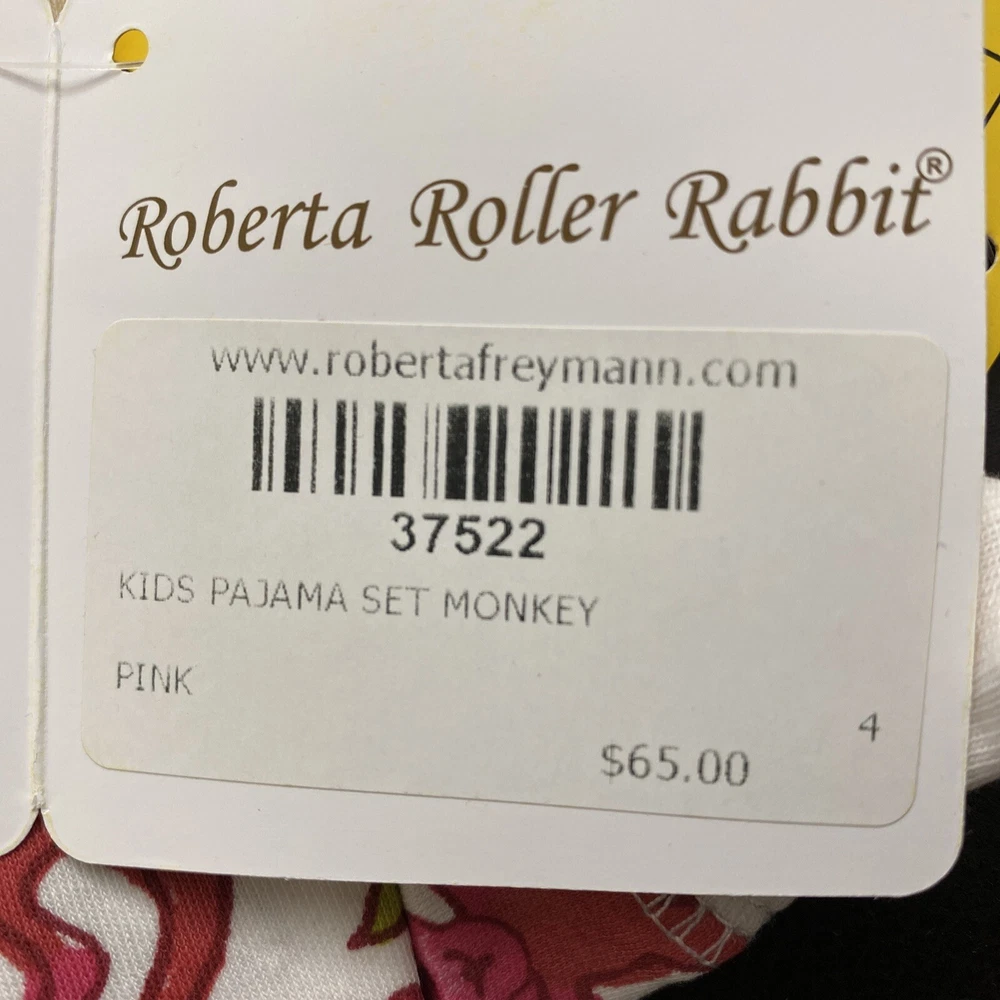 Roberta Roller Rabbit®
www.robertafreymann.com
37522
KIDS PAJAMA SET MONKEY
PINK
4
$65.00